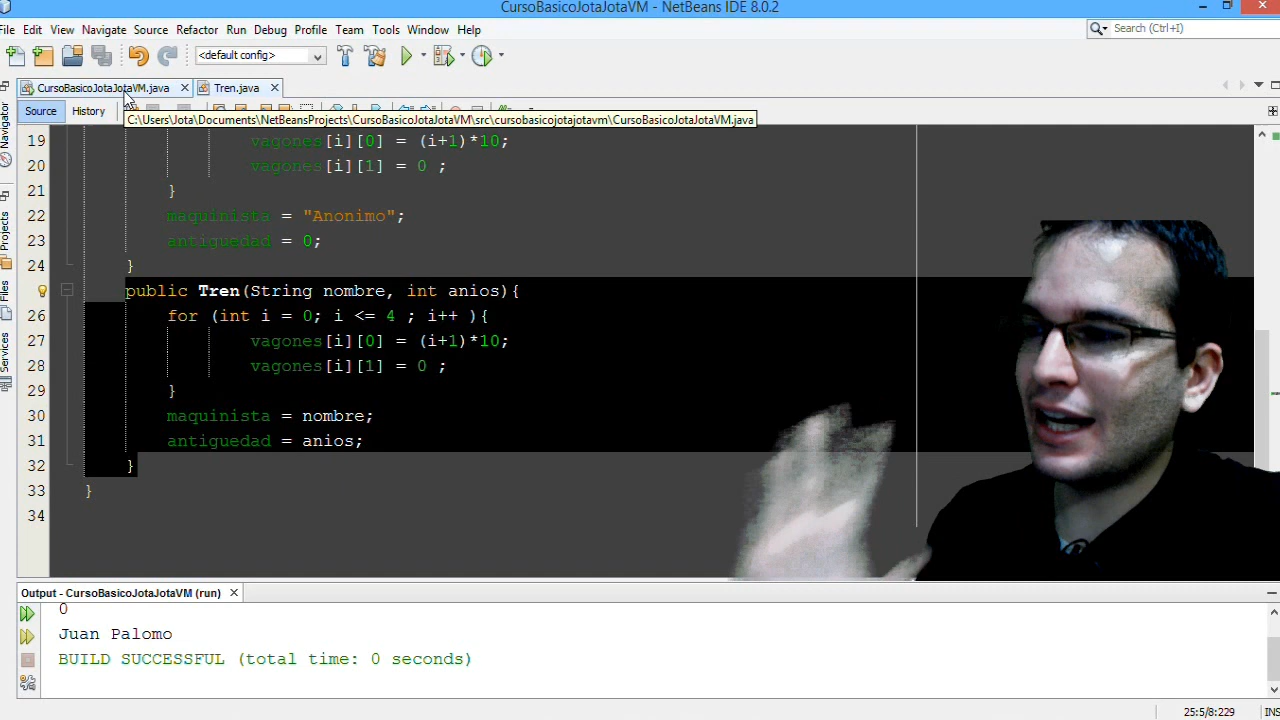 CursoBasicoJotaJotaVM - NetBeans IDE 8.0.2
File Edit View Navigate Source Refactor Run Debug Profile Team Tools Window Help
Search (Ctrl+I)
<default config>
CursoBasicoJotaJotaVM.java Tren.java
Source History
C:\Users\Jota\Documents\NetBeansProjects\CursoBasicoJotaJotaVM\src\cursobasicojotajotavm\CursoBasicoJotaJotaVM.java
Navigator
Projects
Files
Services
19 vagones[i][0] = (i+1)*10;
20 vagones[i][1] = 0 ;
21 }
22 maquinista = "Anonimo";
23 antiguedad = 0;
24 }
public Tren(String nombre, int anios){
26 for (int i = 0; i <= 4 ; i++ ){
27 vagones[i][0] = (i+1)*10;
28 vagones[i][1] = 0 ;
29 }
30 maquinista = nombre;
31 antiguedad = anios;
32 }
33 }
34
Output - CursoBasicoJotaJotaVM (run)
0
Juan Palomo
BUILD SUCCESSFUL (total time: 0 seconds)
25:5/8:229 INS